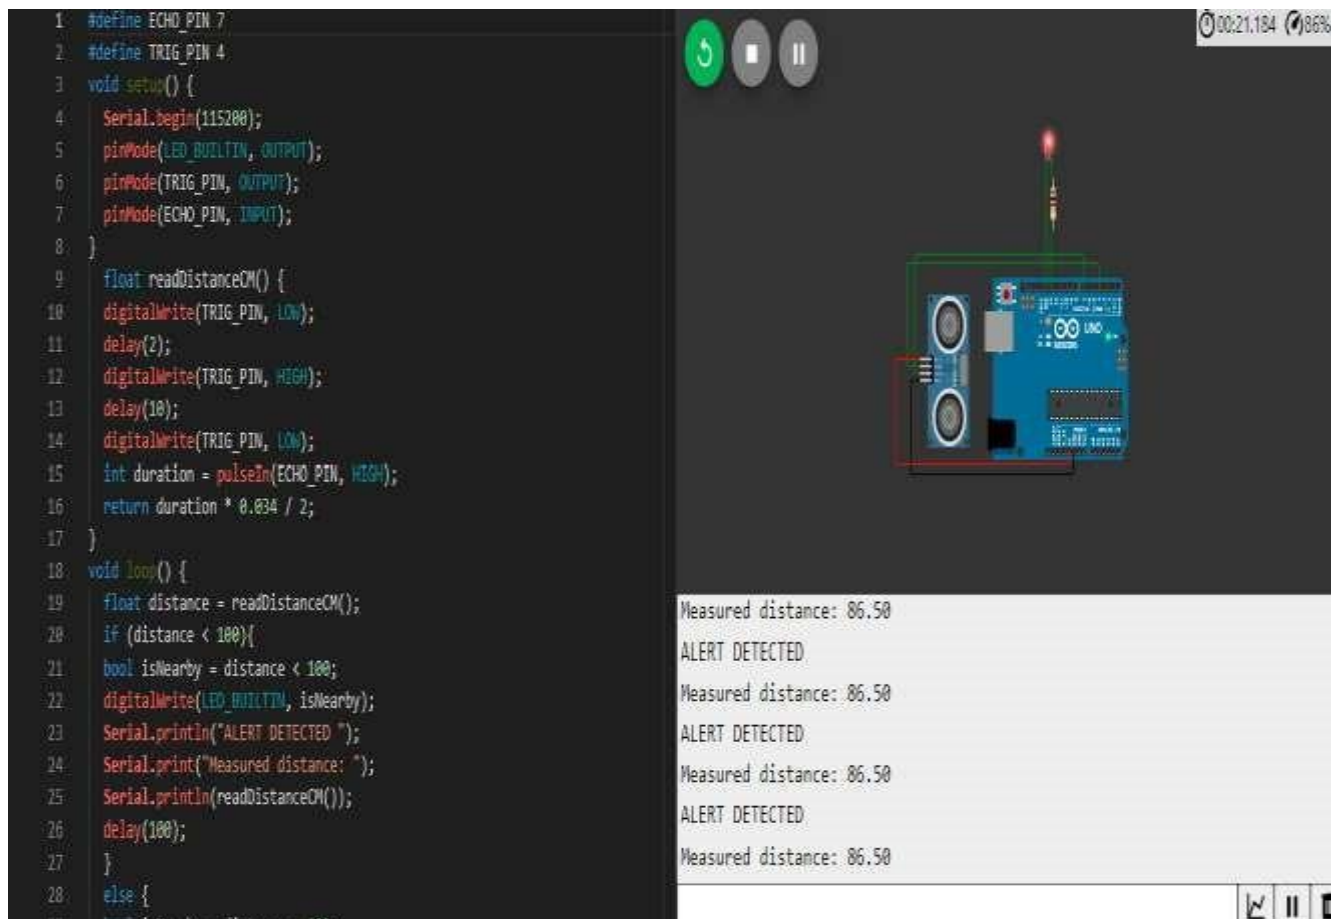 1 #define ECHO_PIN 7
2 #define TRIG_PIN 4
3 void setup() {
4 Serial.begin(115200);
5 pinMode(LED_BUILTIN, OUTPUT);
6 pinMode(TRIG_PIN, OUTPUT);
7 pinMode(ECHO_PIN, INPUT);
8 }
9 float readDistanceCM() {
10 digitalWrite(TRIG_PIN, LOW);
11 delay(2);
12 digitalWrite(TRIG_PIN, HIGH);
13 delay(10);
14 digitalWrite(TRIG_PIN, LOW);
15 int duration = pulseIn(ECHO_PIN, HIGH);
16 return duration * 0.034 / 2;
17 }
18 void loop() {
19 float distance = readDistanceCM();
20 if (distance < 100){
21 bool isNearby = distance < 100;
22 digitalWrite(LED_BUILTIN, isNearby);
23 Serial.println("ALERT DETECTED ");
24 Serial.print("Measured distance: ");
25 Serial.println(readDistanceCM());
26 delay(100);
27 }
28 else {
00:21.184 86%
UNO
Measured distance: 86.50
ALERT DETECTED
Measured distance: 86.50
ALERT DETECTED
Measured distance: 86.50
ALERT DETECTED
Measured distance: 86.50